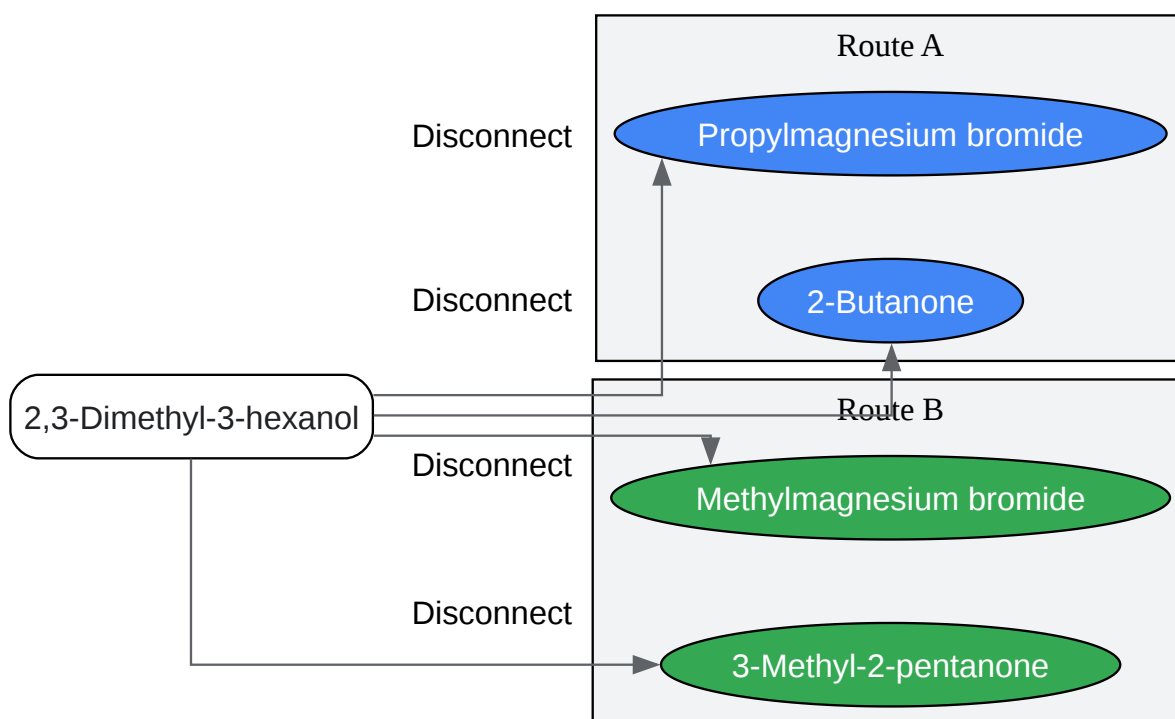 Route A
Disconnect
Propylmagnesium bromide
Disconnect
2-Butanone
2,3-Dimethyl-3-hexanol
Route B
Disconnect
Methylmagnesium bromide
Disconnect
3-Methyl-2-pentanone